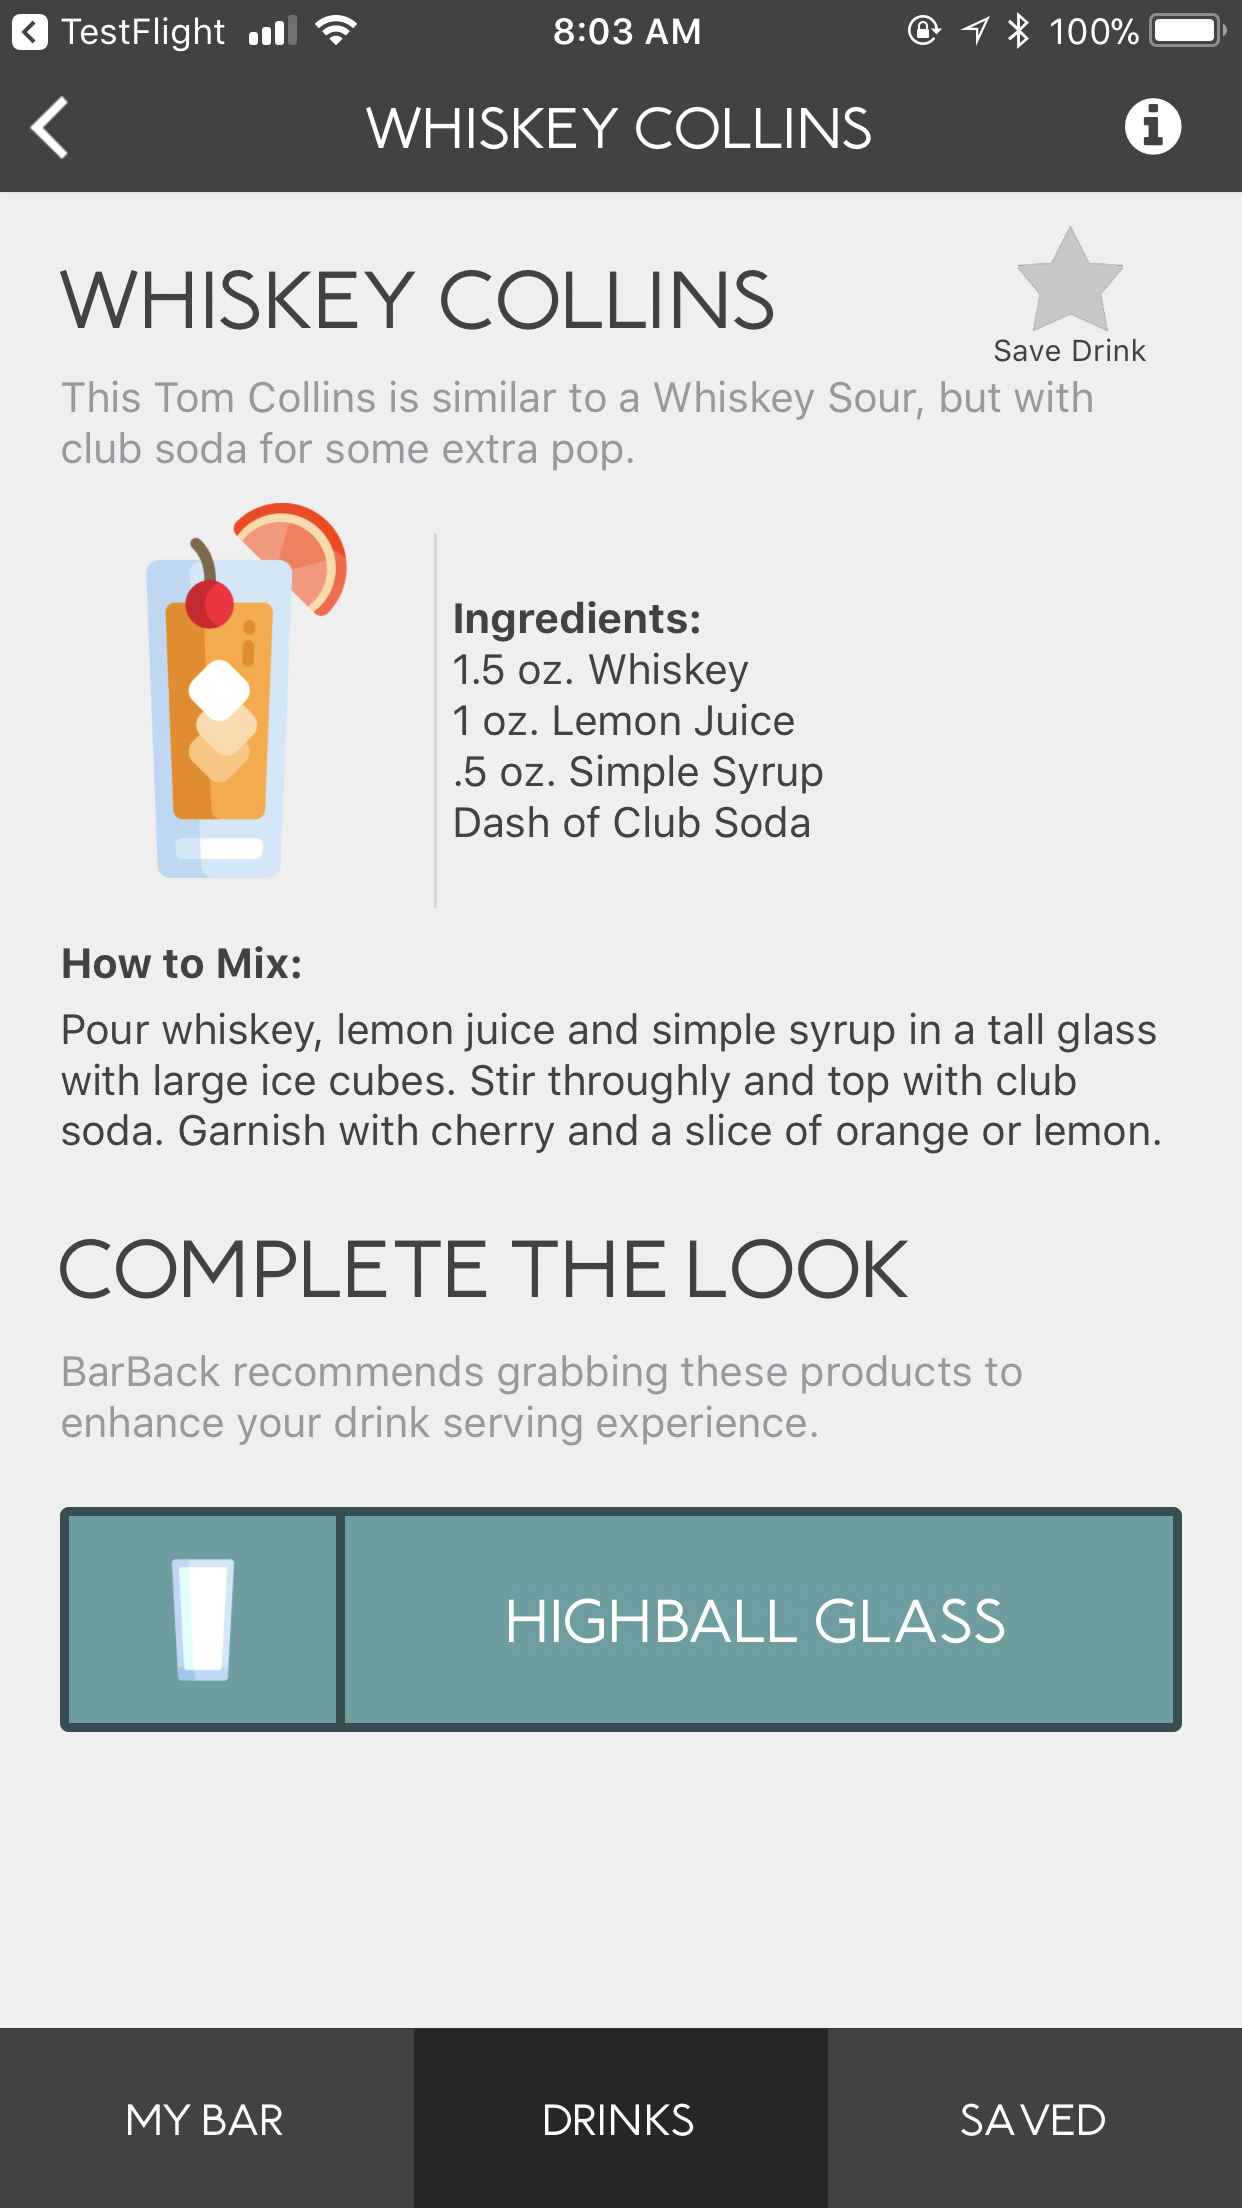 TestFlight 8:03 AM 100%
WHISKEY COLLINS
WHISKEY COLLINS
Save Drink
This Tom Collins is similar to a Whiskey Sour, but with
club soda for some extra pop.
Ingredients:
1.5 oz. Whiskey
1 oz. Lemon Juice
.5 oz. Simple Syrup
Dash of Club Soda
How to Mix:
Pour whiskey, lemon juice and simple syrup in a tall glass
with large ice cubes. Stir throughly and top with club
soda. Garnish with cherry and a slice of orange or lemon.
COMPLETE THE LOOK
BarBack recommends grabbing these products to
enhance your drink serving experience.
HIGHBALL GLASS
MY BAR DRINKS SAVED